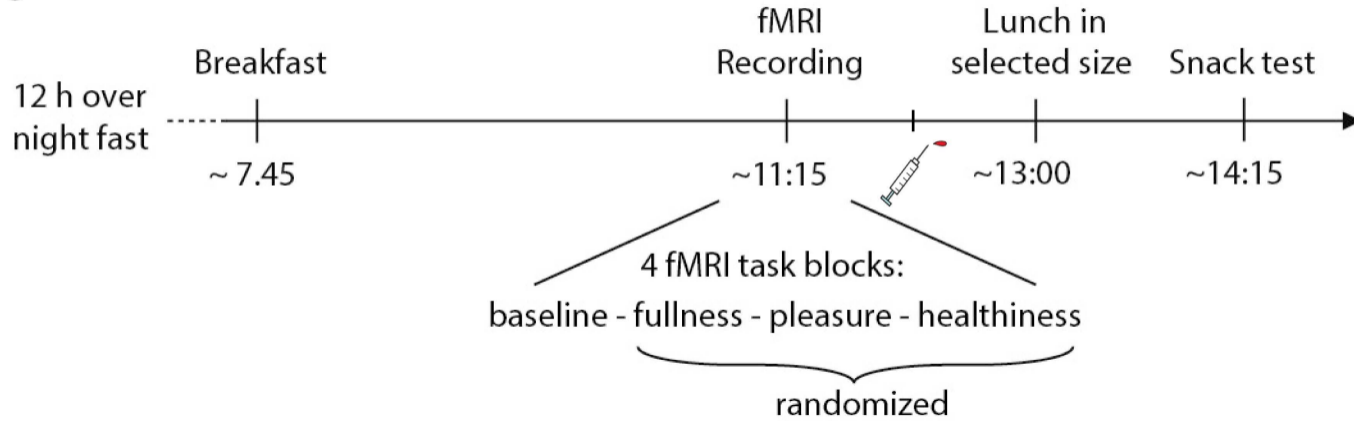 12 h over
night fast
Breakfast
~ 7.45
fMRI
Recording
~11:15
Lunch in
selected size
~13:00
Snack test
~14:15
4 fMRI task blocks:
baseline - fullness - pleasure - healthiness
randomized